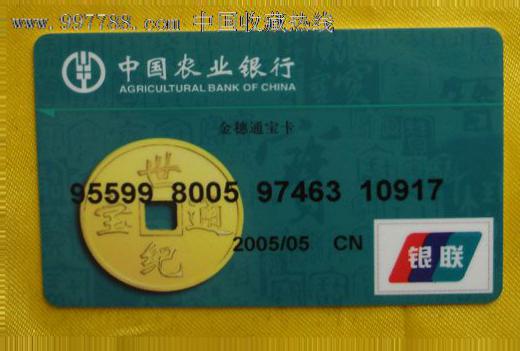 www.997788.com 中国收藏热线
中国农业银行
AGRICULTURAL BANK OF CHINA
金穗通宝卡
世
95599 8005 97463 10917
宝 通
纪
2005/05 CN
银联